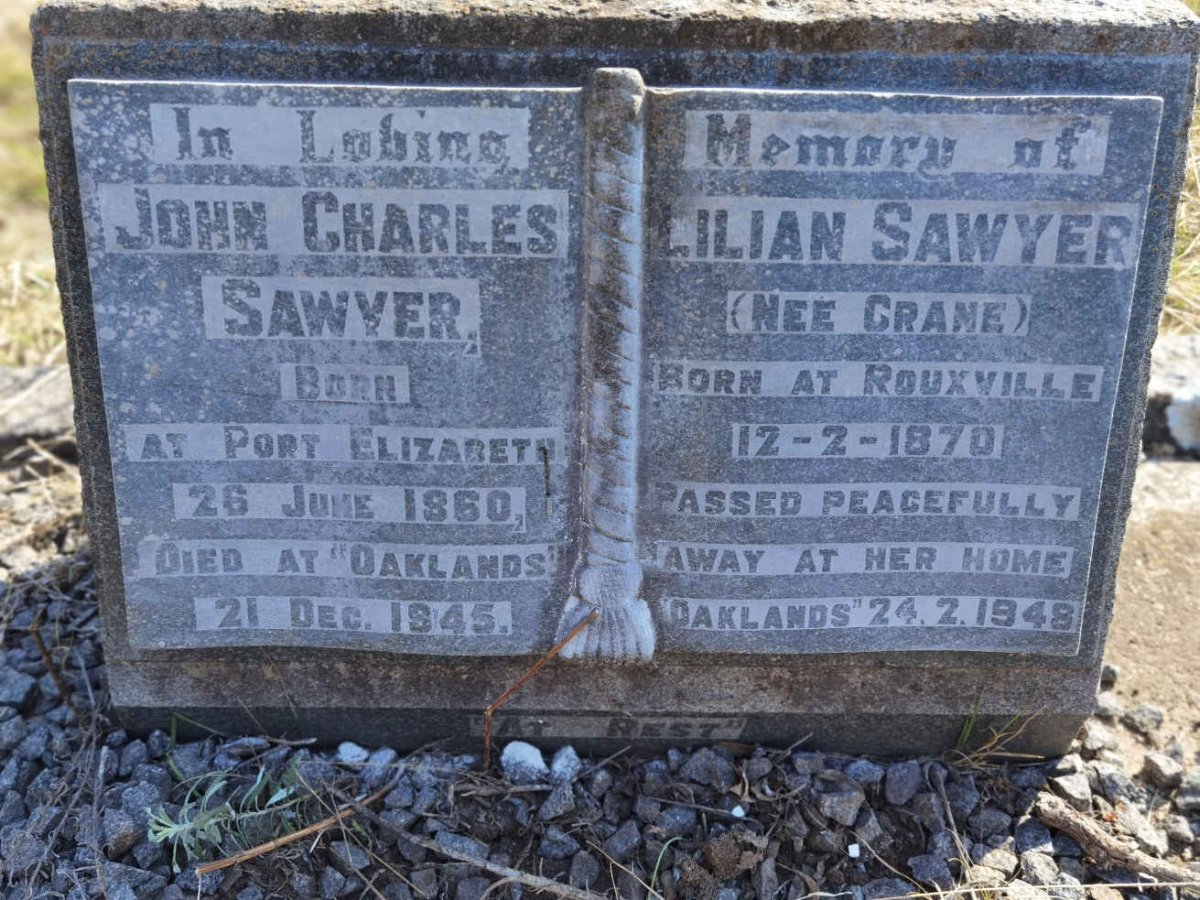 In Loving
JOHN CHARLES
SAWYER,
BORN
AT PORT ELIZABETH
26 JUNE 1860,
DIED AT "OAKLANDS"
21 DEC. 1945.
Memory of
LILIAN SAWYER
(NEE CRANE)
BORN AT ROUXVILLE
12-2-1870
PASSED PEACEFULLY
AWAY AT HER HOME
"OAKLANDS" 24.2.1948
"AT REST"